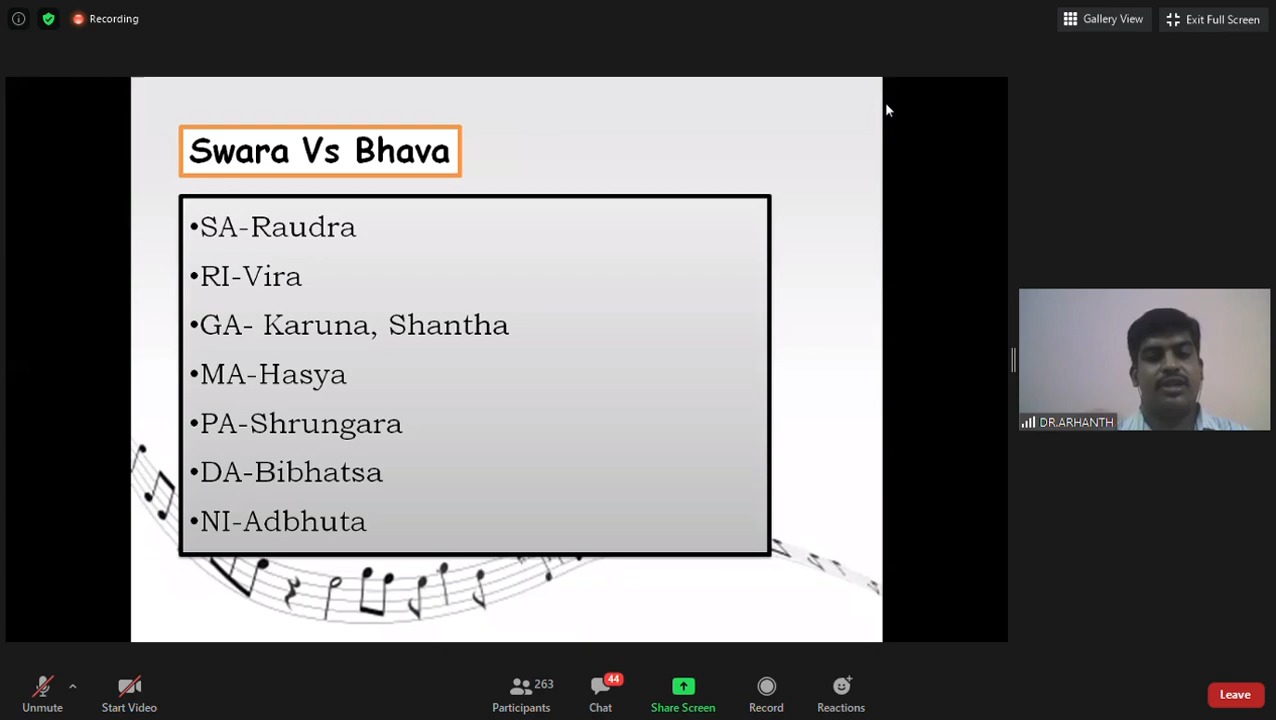 Recording
Gallery View
Exit Full Screen
Swara Vs Bhava
•SA-Raudra
•RI-Vira
•GA- Karuna, Shantha
•MA-Hasya
•PA-Shrungara
•DA-Bibhatsa
•NI-Adbhuta
DR.ARHANTH
Unmute
Start Video
Participants
263
Chat
44
Share Screen
Record
Reactions
Leave